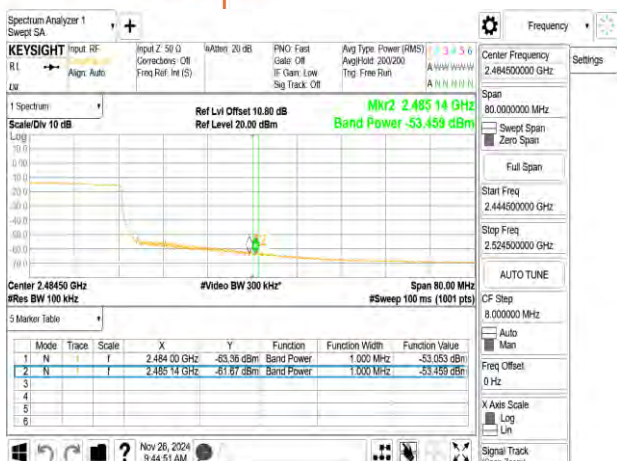 Spectrum Analyzer 1
Swept SA
+
Frequency
KEYSIGHT Input: RF
Input Z: 50 Ω
#Atten: 20 dB
PNO: Fast
Avg Type: Power (RMS)
1 2 3 4 5 6
RL
Align: Auto
Corrections: Off
Freq Ref: Int (S)
Gate: Off
IF Gain: Low
Sig Track: Off
Avg|Hold: 200/200
Trig: Free Run
A W W W W W
A N N N N N
Center Frequency
2.484500000 GHz
Settings
Span
80.0000000 MHz
Swept Span
Zero Span
Full Span
Start Freq
2.444500000 GHz
Stop Freq
2.524500000 GHz
AUTO TUNE
CF Step
8.000000 MHz
Auto
Man
Freq Offset
0 Hz
X Axis Scale
Log
Lin
Signal Track
1 Spectrum
Scale/Div 10 dB
Ref Lvl Offset 10.80 dB
Ref Level 20.00 dBm
Mkr2 2.485 14 GHz
Band Power -53.459 dBm
Log
Center 2.48450 GHz
#Res BW 100 kHz
#Video BW 300 kHz*
Span 80.00 MHz
#Sweep 100 ms (1001 pts)
5 Marker Table
Mode Trace Scale X Y Function Function Width Function Value
1 N 1 f 2.484 00 GHz -63.36 dBm Band Power 1.000 MHz -53.053 dBm
2 N 1 f 2.485 14 GHz -61.67 dBm Band Power 1.000 MHz -53.459 dBm
3
4
5
6
?
Nov 26, 2024
9:44:51 AM